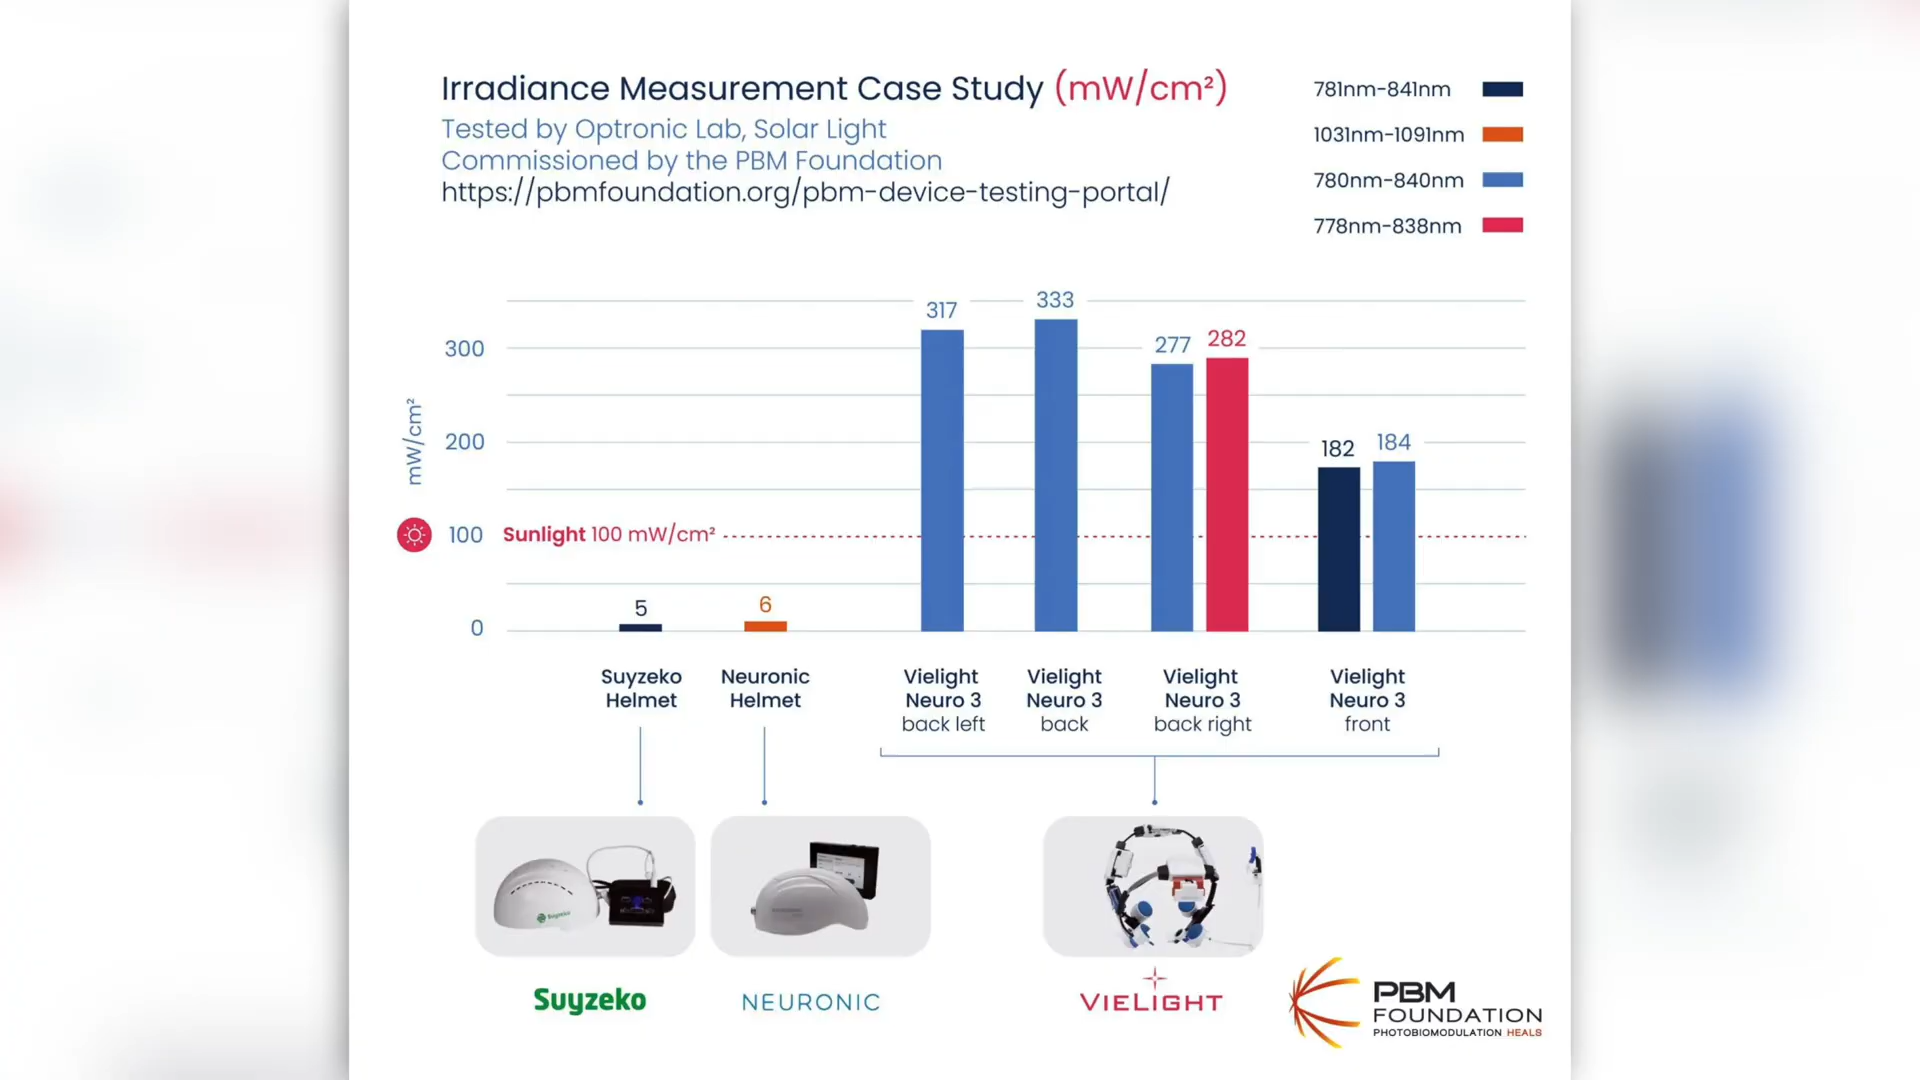 Irradiance Measurement Case Study (mW/cm²)
Tested by Optronic Lab, Solar Light
Commissioned by the PBM Foundation
https://pbmfoundation.org/pbm-device-testing-portal/
781nm-841nm
1031nm-1091nm
780nm-840nm
778nm-838nm
mW/cm²
300
200
100
0
Sunlight 100 mW/cm²
5
6
317
333
277
282
182
184
Suyzeko
Helmet
Neuronic
Helmet
Vielight
Neuro 3
back left
Vielight
Neuro 3
back
Vielight
Neuro 3
back right
Vielight
Neuro 3
front
Suyzeko
Suyzeko
NEURONIC
VIELIGHT
PBM
FOUNDATION
PHOTOBIOMODULATION HEALS